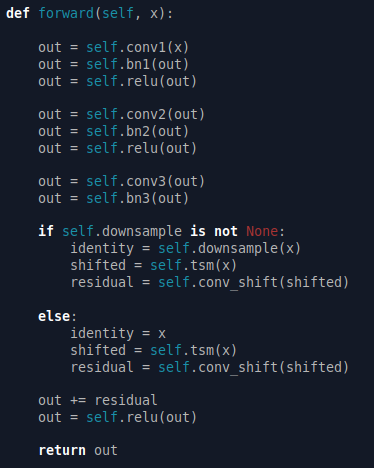 def forward(self, x):
out = self.conv1(x)
out = self.bn1(out)
out = self.relu(out)
out = self.conv2(out)
out = self.bn2(out)
out = self.relu(out)
out = self.conv3(out)
out = self.bn3(out)
if self.downsample is not None:
identity = self.downsample(x)
shifted = self.tsm(x)
residual = self.conv_shift(shifted)
else:
identity = x
shifted = self.tsm(x)
residual = self.conv_shift(shifted)
out += residual
out = self.relu(out)
return out